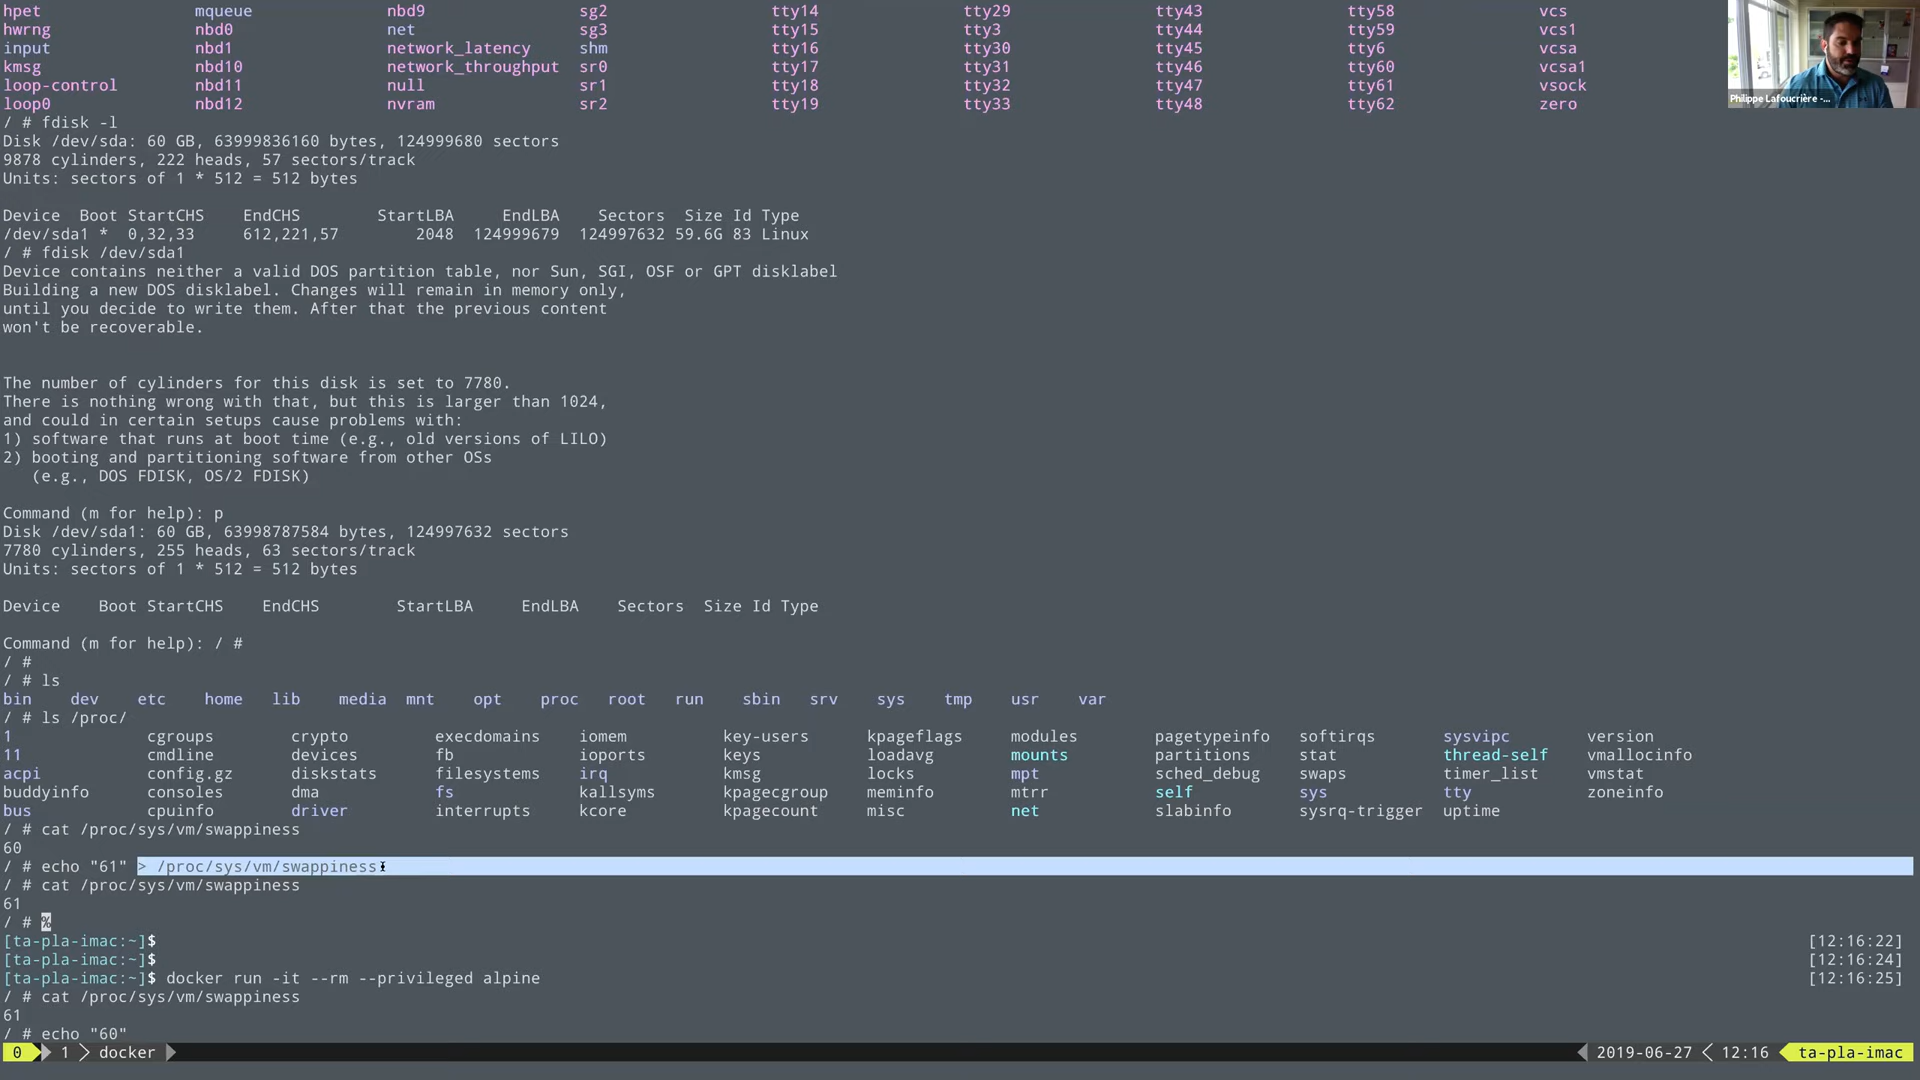 hpet mqueue nbd9 sg2 tty14 tty29 tty43 tty58 vcs
hwrng nbd0 net sg3 tty15 tty3 tty44 tty59 vcs1
input nbd1 network_latency shm tty16 tty30 tty45 tty6 vcsa
kmsg nbd10 network_throughput sr0 tty17 tty31 tty46 tty60 vcsa1
loop-control nbd11 null sr1 tty18 tty32 tty47 tty61 vsock
loop0 nbd12 nvram sr2 tty19 tty33 tty48 tty62 zero
Philippe Lafoucrière -...
/ # fdisk -l
Disk /dev/sda: 60 GB, 63999836160 bytes, 124999680 sectors
9878 cylinders, 222 heads, 57 sectors/track
Units: sectors of 1 * 512 = 512 bytes
Device Boot StartCHS EndCHS StartLBA EndLBA Sectors Size Id Type
/dev/sda1 * 0,32,33 612,221,57 2048 124999679 124997632 59.6G 83 Linux
/ # fdisk /dev/sda1
Device contains neither a valid DOS partition table, nor Sun, SGI, OSF or GPT disklabel
Building a new DOS disklabel. Changes will remain in memory only,
until you decide to write them. After that the previous content
won't be recoverable.
The number of cylinders for this disk is set to 7780.
There is nothing wrong with that, but this is larger than 1024,
and could in certain setups cause problems with:
1) software that runs at boot time (e.g., old versions of LILO)
2) booting and partitioning software from other OSs
(e.g., DOS FDISK, OS/2 FDISK)
Command (m for help): p
Disk /dev/sda1: 60 GB, 63998787584 bytes, 124997632 sectors
7780 cylinders, 255 heads, 63 sectors/track
Units: sectors of 1 * 512 = 512 bytes
Device Boot StartCHS EndCHS StartLBA EndLBA Sectors Size Id Type
Command (m for help): / #
/ #
/ # ls
bin dev etc home lib media mnt opt proc root run sbin srv sys tmp usr var
/ # ls /proc/
1 cgroups crypto execdomains iomem key-users kpageflags modules pagetypeinfo softirqs sysvipc version
11 cmdline devices fb ioports keys loadavg mounts partitions stat thread-self vmallocinfo
acpi config.gz diskstats filesystems irq kmsg locks mpt sched_debug swaps timer_list vmstat
buddyinfo consoles dma fs kallsyms kpagecgroup meminfo mtrr self sys tty zoneinfo
bus cpuinfo driver interrupts kcore kpagecount misc net slabinfo sysrq-trigger uptime
/ # cat /proc/sys/vm/swappiness
60
/ # echo "61" > /proc/sys/vm/swappiness
/ # cat /proc/sys/vm/swappiness
61
/ # %
[ta-pla-imac:~]$ [12:16:22]
[ta-pla-imac:~]$ [12:16:24]
[ta-pla-imac:~]$ docker run -it --rm --privileged alpine [12:16:25]
/ # cat /proc/sys/vm/swappiness
61
/ # echo "60"
0 1 docker 2019-06-27 12:16 ta-pla-imac